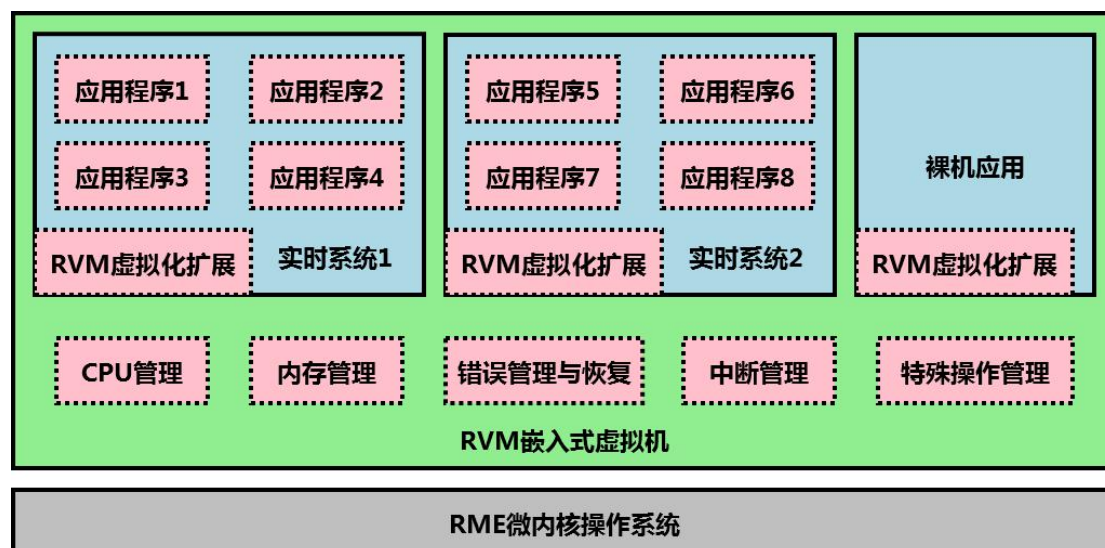 应用程序1 应用程序2 应用程序5 应用程序6
应用程序3 应用程序4 应用程序7 应用程序8 裸机应用
RVM虚拟化扩展 实时系统1 RVM虚拟化扩展 实时系统2 RVM虚拟化扩展
CPU管理 内存管理 错误管理与恢复 中断管理 特殊操作管理
RVM嵌入式虚拟机
RME微内核操作系统